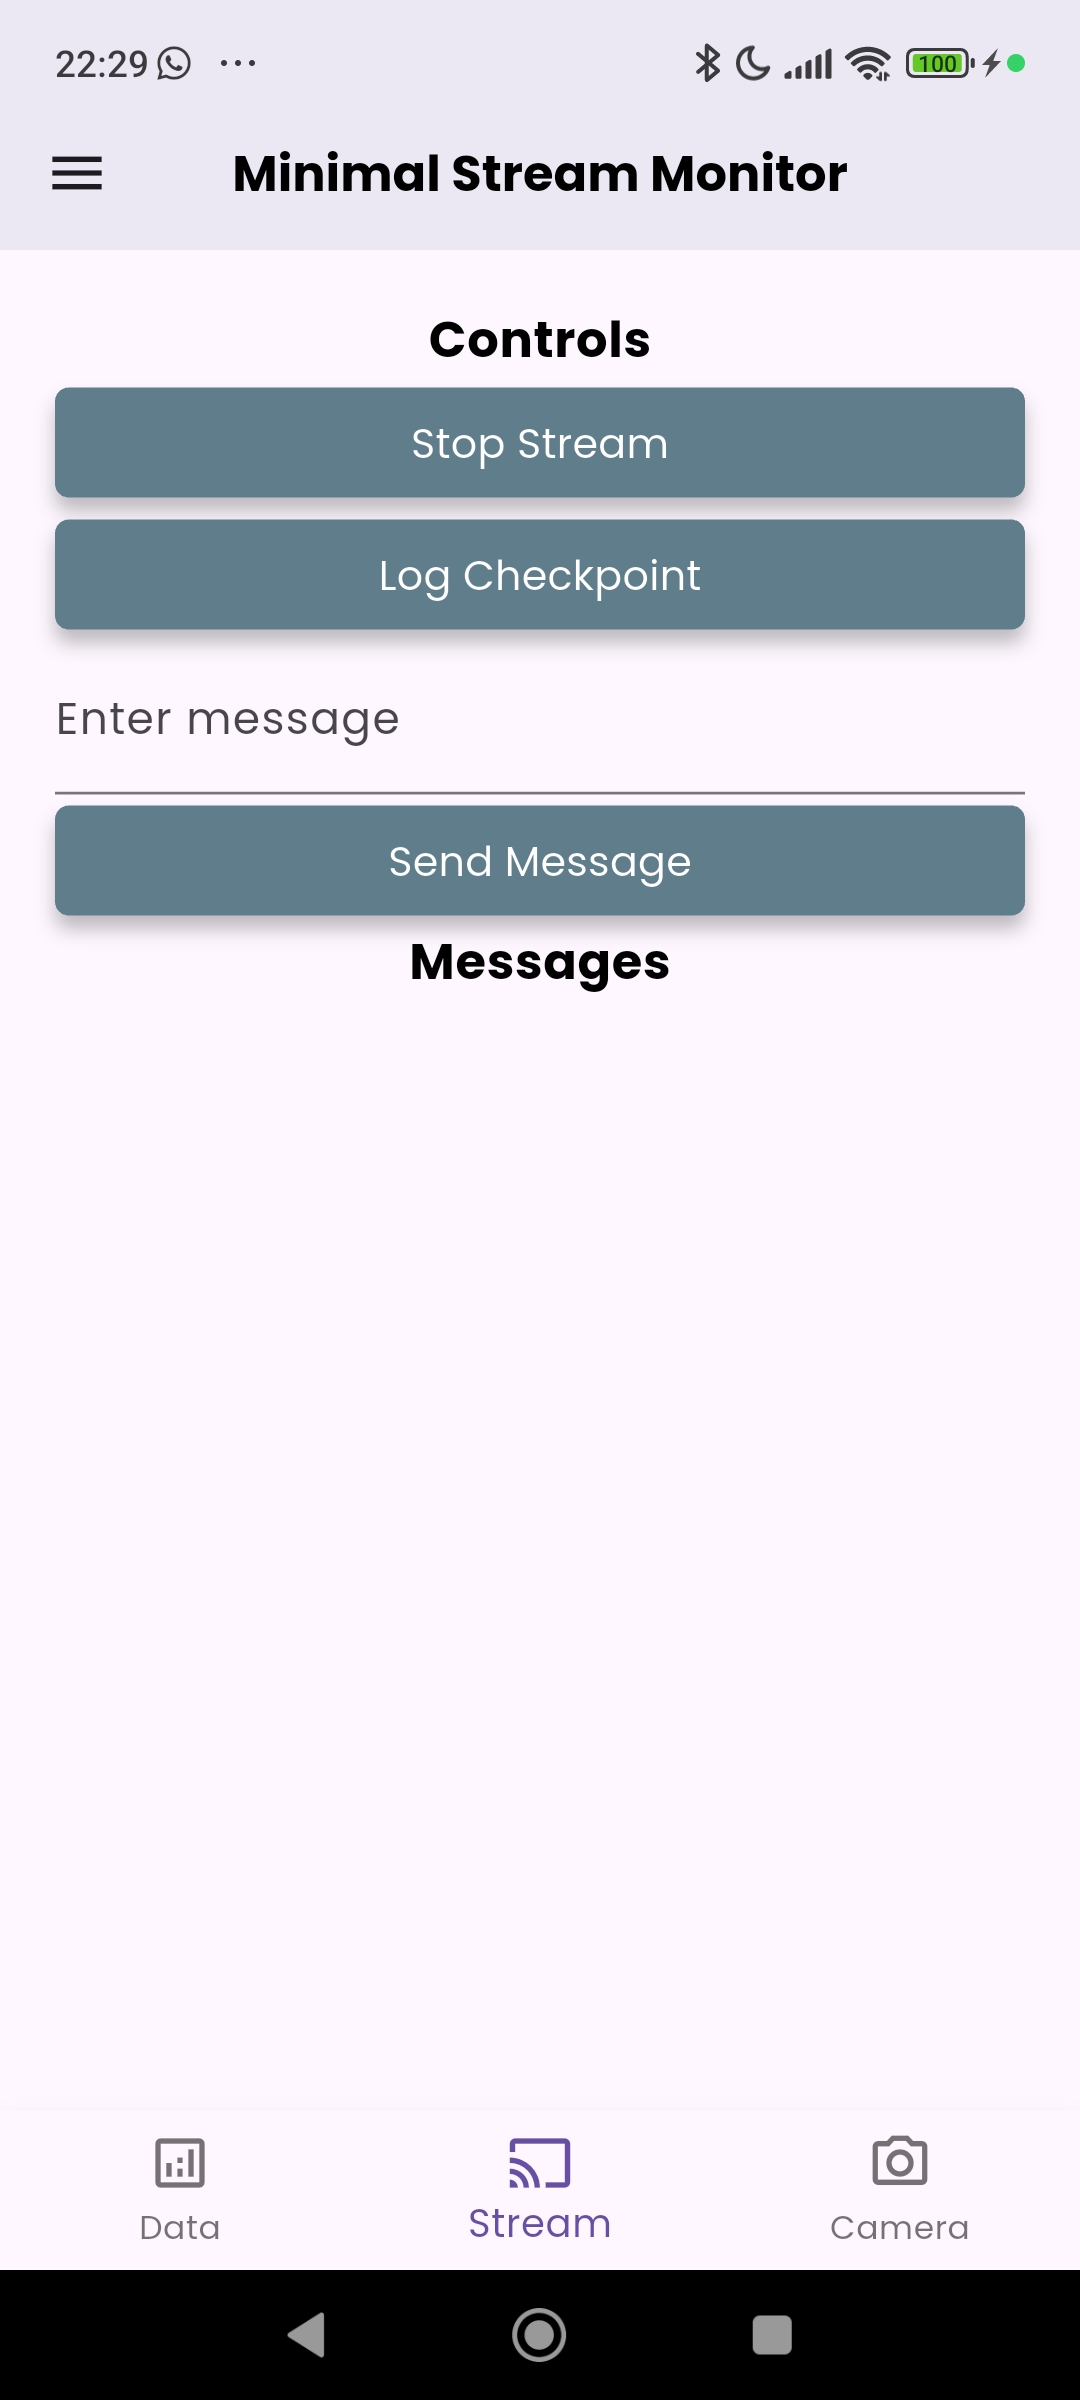 22:29
100
Minimal Stream Monitor
Controls
Stop Stream
Log Checkpoint
Enter message
Send Message
Messages
Data
Stream
Camera